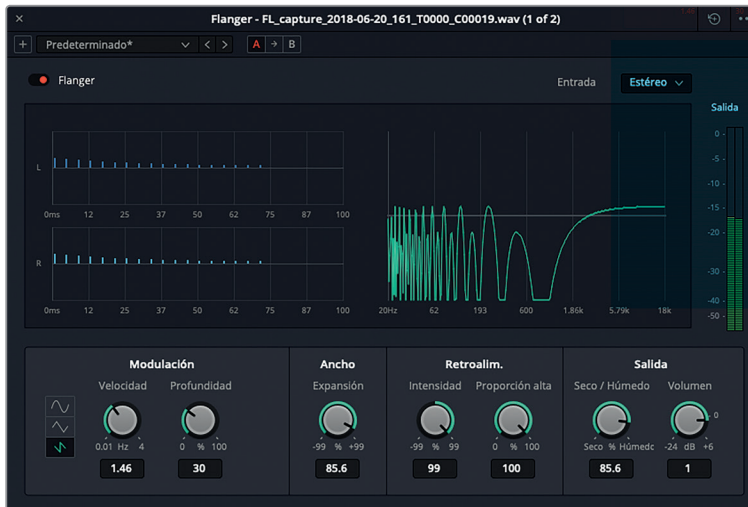 Flanger - FL_capture_2018-06-20_161_T0000_C00019.wav (1 of 2)
Predeterminado*
A B
Flanger
Entrada
Estéreo
Salida
L
0ms 12 25 37 50 62 75 87 100
R
0ms 12 25 37 50 62 75 87 100
20Hz 62 193 600 1.86k 5.79k 18k
0
-5
-10
-15
-20
-30
-40
-50
Modulación
Velocidad Profundidad
0.01 Hz 4 0 % 100
1.46 30
Ancho
Expansión
-99 % +99
85.6
Retroalim.
Intensidad Proporción alta
-99 % 99 0 % 100
99 100
Salida
Seco / Húmedo Volumen
0
Seco % Húmedc -24 dB +6
85.6 1